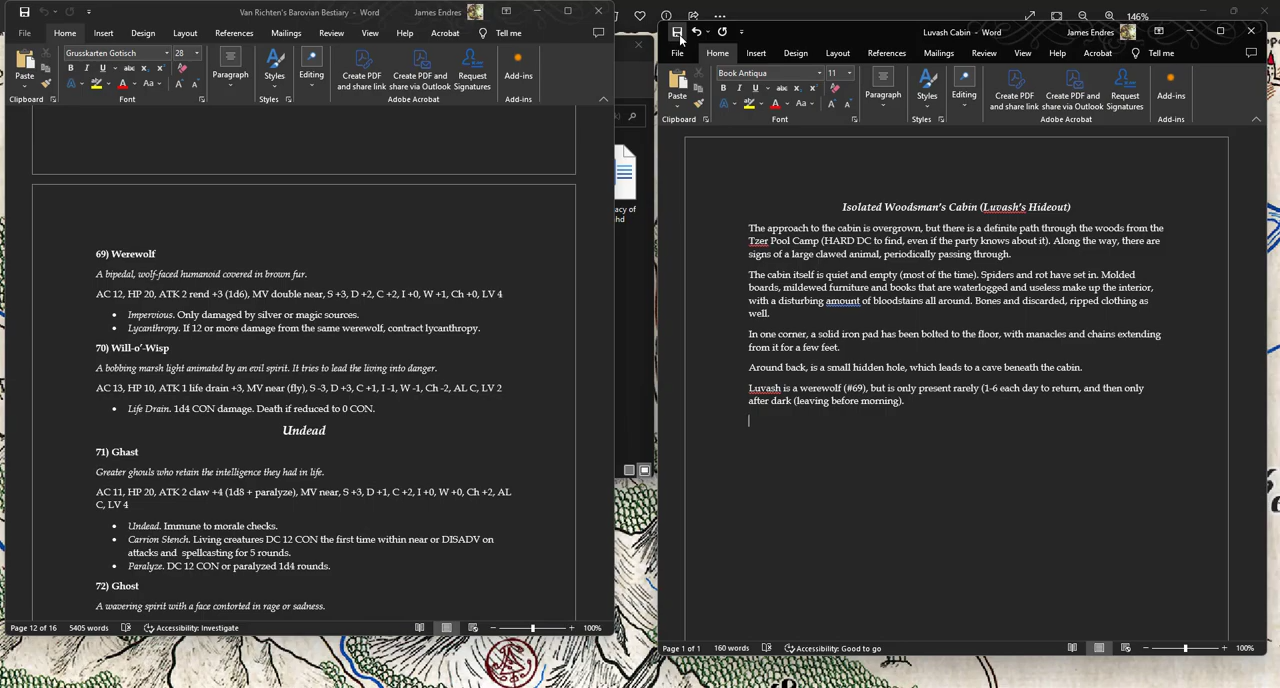 Van Richten's Barovian Bestiary - Word
James Endres
File
Home
Insert
Design
Layout
References
Mailings
Review
View
Help
Acrobat
Tell me
Paste
Grusskarten Gotisch
28
Paragraph
Styles
Editing
Create PDF
and share link
Create PDF and
share via Outlook
Request
Signatures
Add-ins
Clipboard
Font
Styles
Adobe Acrobat
Add-ins
69) Werewolf
A bipedal, wolf-faced humanoid covered in brown fur.
AC 12, HP 20, ATK 2 rend +3 (1d6), MV double near, S +3, D +2, C +2, I +0, W +1, Ch +0, LV 4
• Impervious. Only damaged by silver or magic sources.
• Lycanthropy. If 12 or more damage from the same werewolf, contract lycanthropy.
70) Will-o'-Wisp
A bobbing marsh light animated by an evil spirit. It tries to lead the living into danger.
AC 13, HP 10, ATK 1 life drain +3, MV near (fly), S -3, D +3, C +1, I -1, W -1, Ch -2, AL C, LV 2
• Life Drain. 1d4 CON damage. Death if reduced to 0 CON.
Undead
71) Ghast
Greater ghouls who retain the intelligence they had in life.
AC 11, HP 20, ATK 2 claw +4 (1d8 + paralyze), MV near, S +3, D +1, C +2, I +0, W +0, Ch +2, AL
C, LV 4
• Undead. Immune to morale checks.
• Carrion Stench. Living creatures DC 12 CON the first time within near or DISADV on
attacks and spellcasting for 5 rounds.
• Paralyze. DC 12 CON or paralyzed 1d4 rounds.
72) Ghost
A wavering spirit with a face contorted in rage or sadness.
Page 12 of 16
5405 words
Accessibility: Investigate
100%
acy of
hd
146%
Luvash Cabin - Word
James Endres
File
Home
Insert
Design
Layout
References
Mailings
Review
View
Help
Acrobat
Tell me
Paste
Book Antiqua
11
Paragraph
Styles
Editing
Create PDF
and share link
Create PDF and
share via Outlook
Request
Signatures
Add-ins
Clipboard
Font
Styles
Adobe Acrobat
Add-ins
Isolated Woodsman's Cabin (Luvash's Hideout)
The approach to the cabin is overgrown, but there is a definite path through the woods from the
Tzer Pool Camp (HARD DC to find, even if the party knows about it). Along the way, there are
signs of a large clawed animal, periodically passing through.
The cabin itself is quiet and empty (most of the time). Spiders and rot have set in. Molded
boards, mildewed furniture and books that are waterlogged and useless make up the interior,
with a disturbing amount of bloodstains all around. Bones and discarded, ripped clothing as
well.
In one corner, a solid iron pad has been bolted to the floor, with manacles and chains extending
from it for a few feet.
Around back, is a small hidden hole, which leads to a cave beneath the cabin.
Luvash is a werewolf (#69), but is only present rarely (1-6 each day to return, and then only
after dark (leaving before morning).
Page 1 of 1
160 words
Accessibility: Good to go
100%